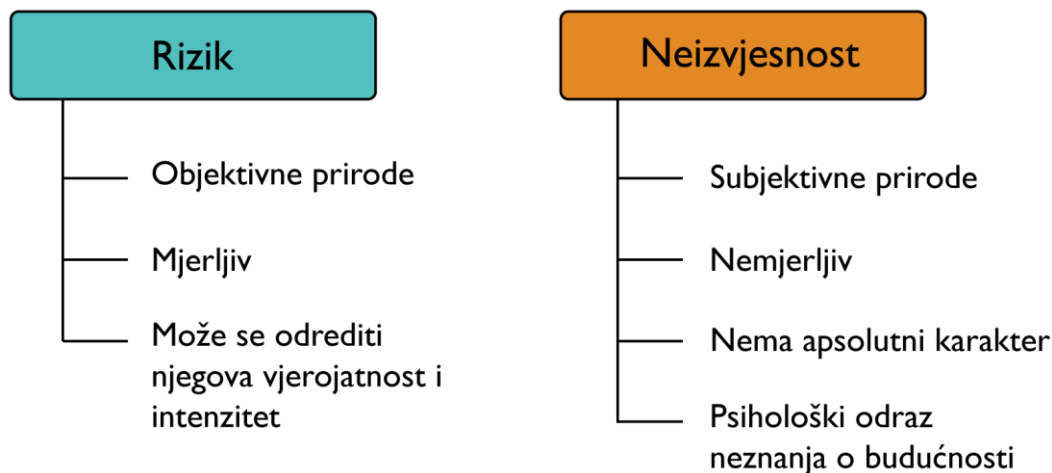 Rizik
Objektivne prirode
Mjerljiv
Može se odrediti
njegova vjerojatnost i
intenzitet
Neizvjesnost
Subjektivne prirode
Nemjerljiv
Nema apsolutni karakter
Psihološki odraz
neznanja o budućnosti